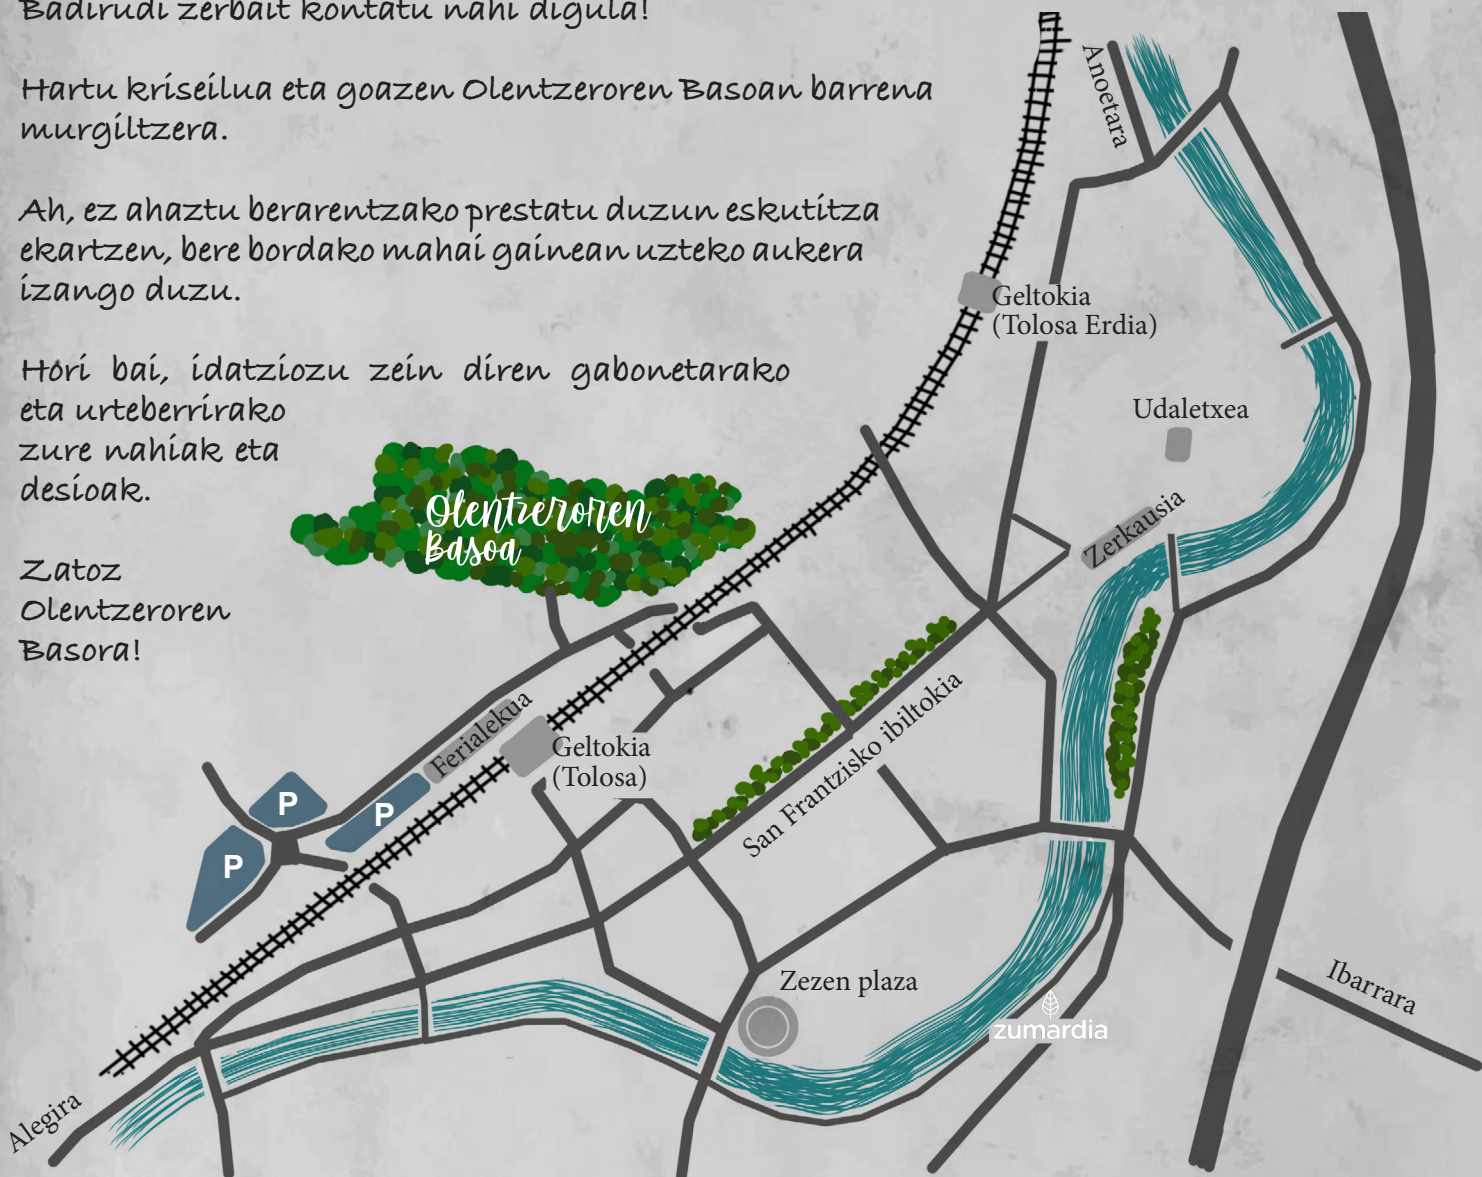 Badirudi zerbait kontatu nahi digula!
Hartu kriseilua eta goazen Olentzeroren Basoan barrena
murgiltzera.
Ah, ez ahaztu berarentzako prestatu duzun eskutitza
ekartzen, bere bordako mahai gainean uzteko aukera
izango duzu.
Hori bai, idatziozu zein diren gabonetarako
eta urteberrirako
zure nahiak eta
desioak.
Zatoz
Olentzeroren
Basora!
Anoetara
Geltokia
(Tolosa Erdia)
Udaletxea
Zerkausia
Olentzeroren
Basoa
Ferialekua
Geltokia
(Tolosa)
San Frantzisko ibiltokia
P
P
P
Zezen plaza
zumardia
Ibarrara
Alegira